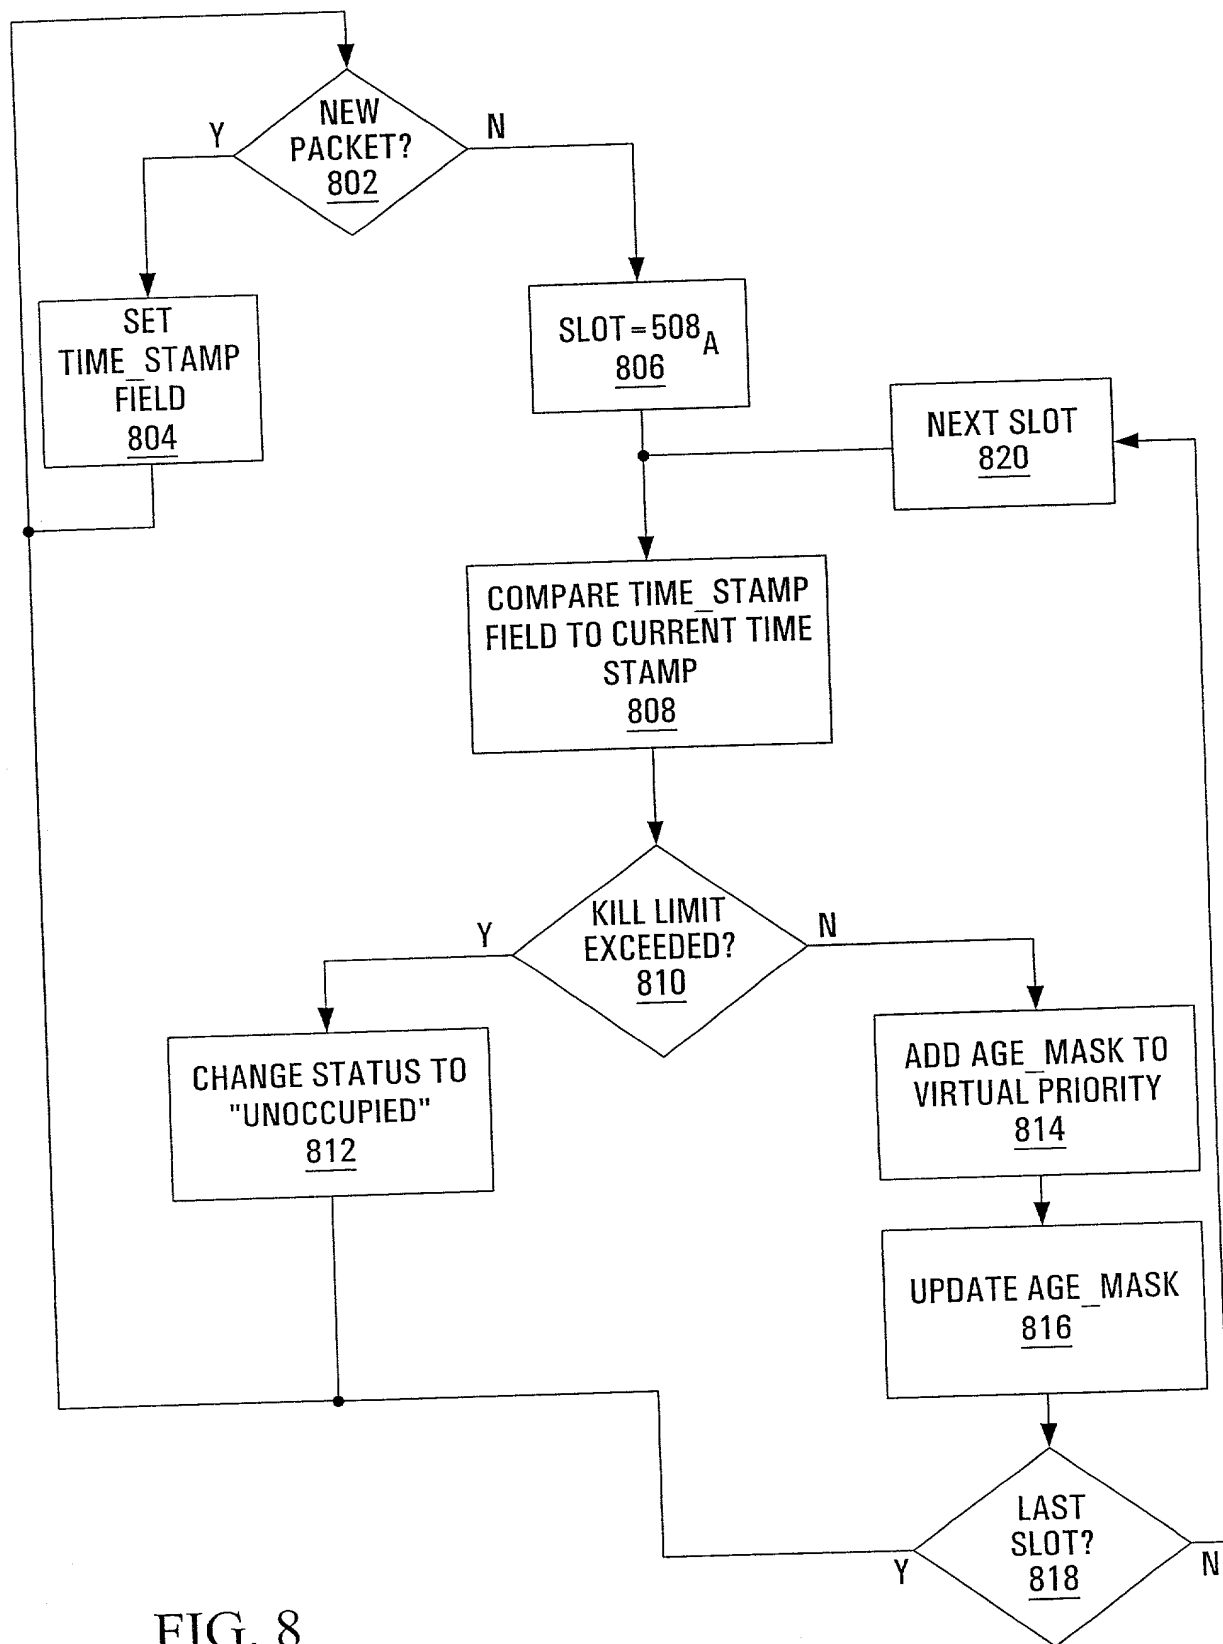 NEW
PACKET?
802
Y
N
SET
TIME_STAMP
FIELD
804
SLOT = 508A
806
NEXT SLOT
820
COMPARE TIME_STAMP
FIELD TO CURRENT TIME
STAMP
808
KILL LIMIT
EXCEEDED?
810
Y
N
CHANGE STATUS TO
"UNOCCUPIED"
812
ADD AGE_MASK TO
VIRTUAL PRIORITY
814
UPDATE AGE_MASK
816
LAST
SLOT?
818
Y
N
FIG. 8